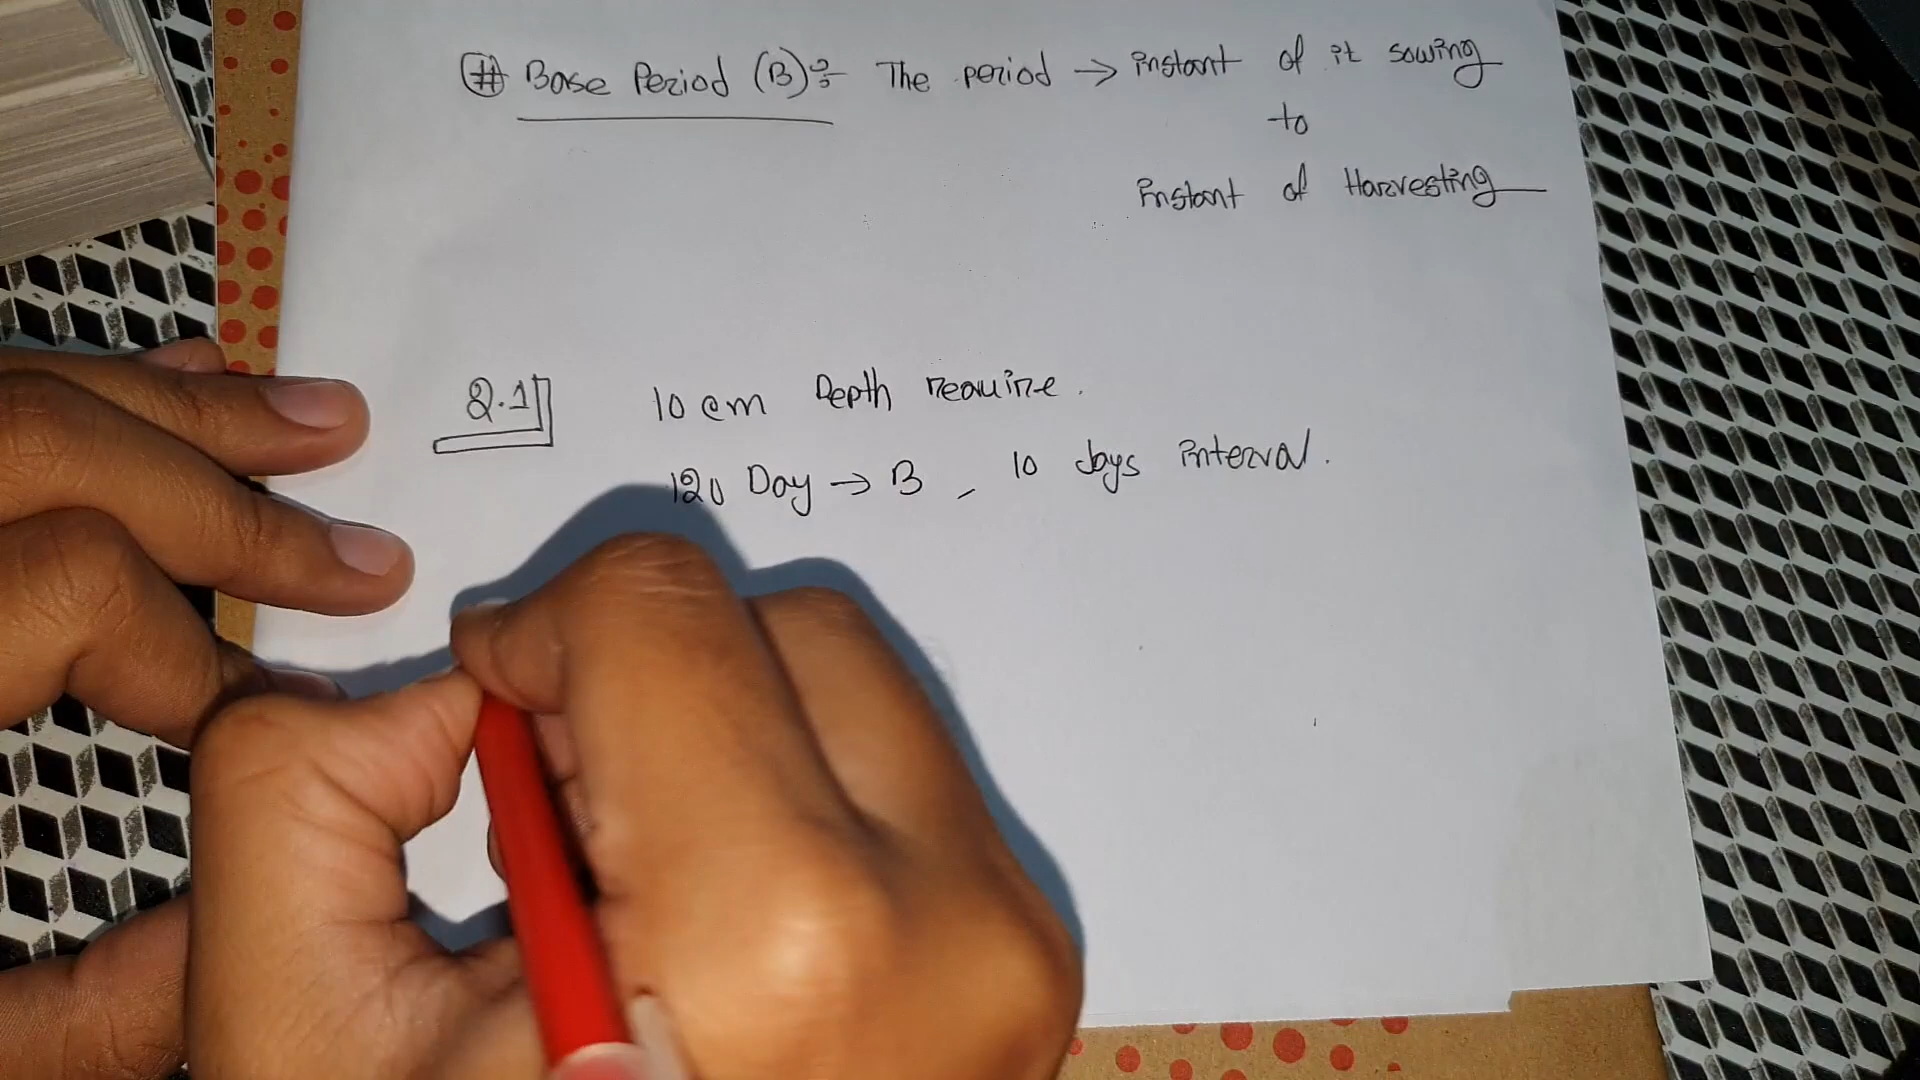 # Base Period (B):- The period → instant of it sowing
to
instant of Harvesting
Q.1 10 cm Depth require.
120 Day → B , 10 days interval.